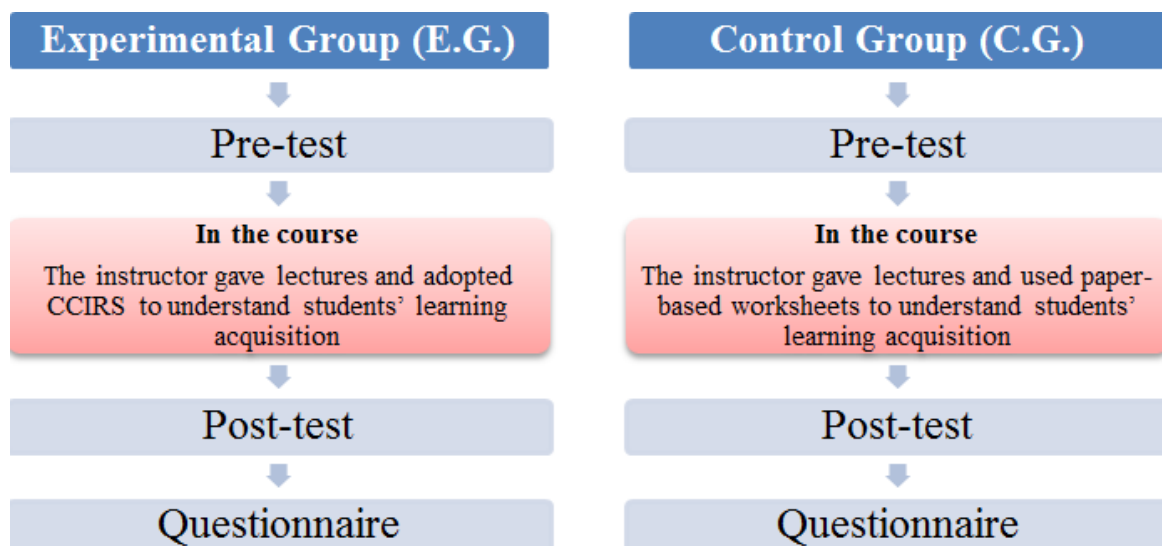 Experimental Group (E.G.)
Pre-test
In the course
The instructor gave lectures and adopted
CCIRS to understand students’ learning
acquisition
Post-test
Questionnaire
Control Group (C.G.)
Pre-test
In the course
The instructor gave lectures and used paper-
based worksheets to understand students’
learning acquisition
Post-test
Questionnaire